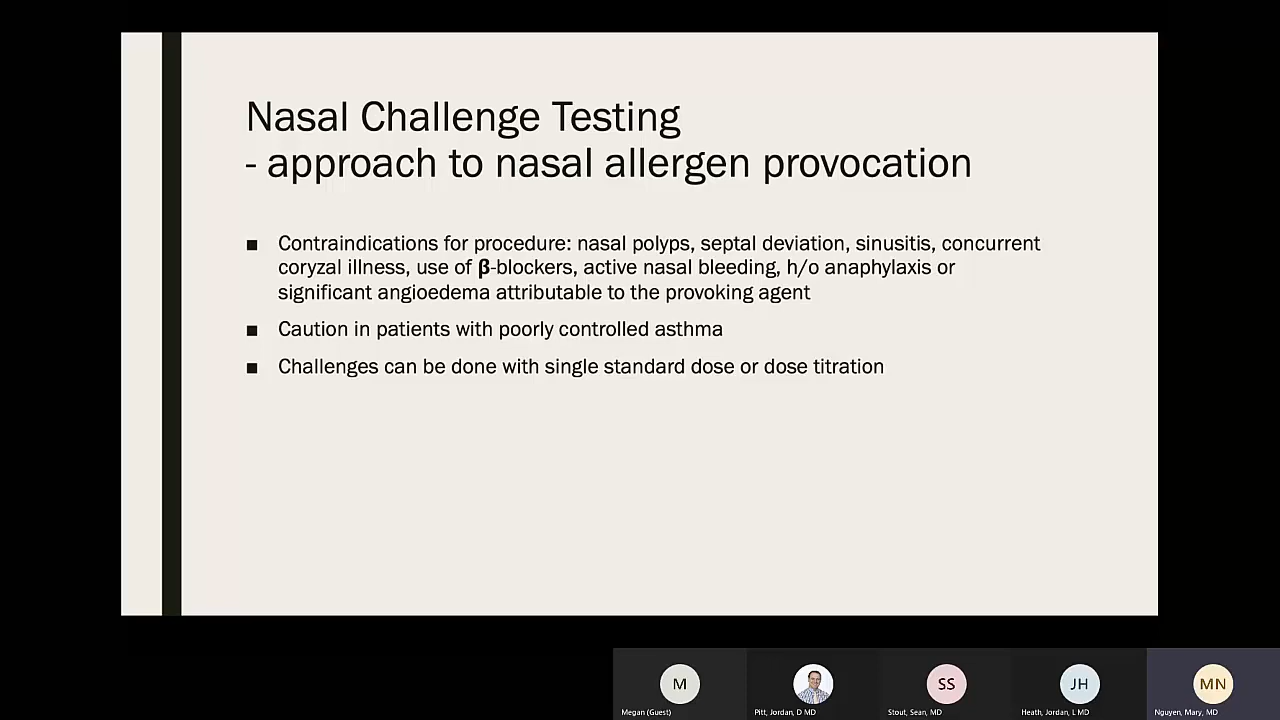 Nasal Challenge Testing
- approach to nasal allergen provocation
■ Contraindications for procedure: nasal polyps, septal deviation, sinusitis, concurrent
coryzal illness, use of β-blockers, active nasal bleeding, h/o anaphylaxis or
significant angioedema attributable to the provoking agent
■ Caution in patients with poorly controlled asthma
■ Challenges can be done with single standard dose or dose titration
M
SS
JH
MN
Megan (Guest)
Pitt, Jordan, D MD
Stout, Sean, MD
Heath, Jordan, L MD
Nguyen, Mary, MD